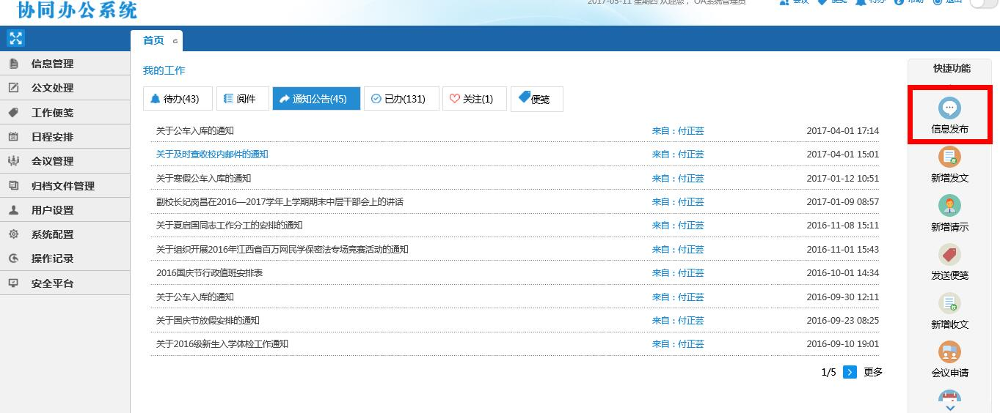 协同办公系统
2017-05-11 星期四 欢迎您， OA系统管理员
会议 便笺 待办 帮助 退出
首页
信息管理
公文处理
工作便笺
日程安排
会议管理
归档文件管理
用户设置
系统配置
操作记录
安全平台
我的工作
待办(43) 阅件 通知公告(45) 已办(131) 关注(1) 便笺
关于公车入库的通知 来自：付正芸 2017-04-01 17:14
关于及时查收校内邮件的通知 来自：付正芸 2017-04-01 15:01
关于寒假公车入库的通知 来自：付正芸 2017-01-12 10:51
副校长纪岗昌在2016—2017学年上学期期末中层干部会上的讲话 来自：付正芸 2017-01-09 08:57
关于夏启国同志工作分工的安排的通知 来自：付正芸 2016-11-08 15:11
关于组织开展2016年江西省百万网民学保密法专场竞赛活动的通知 来自：付正芸 2016-11-01 15:43
2016国庆节行政值班安排表 来自：付正芸 2016-10-01 14:34
关于公车入库的通知 来自：付正芸 2016-09-30 12:11
关于国庆节放假安排的通知 来自：付正芸 2016-09-23 08:25
关于2016级新生入学体检工作通知 来自：付正芸 2016-09-10 19:01
1/5 更多
快捷功能
信息发布
新增发文
新增请示
发送便笺
新增收文
会议申请